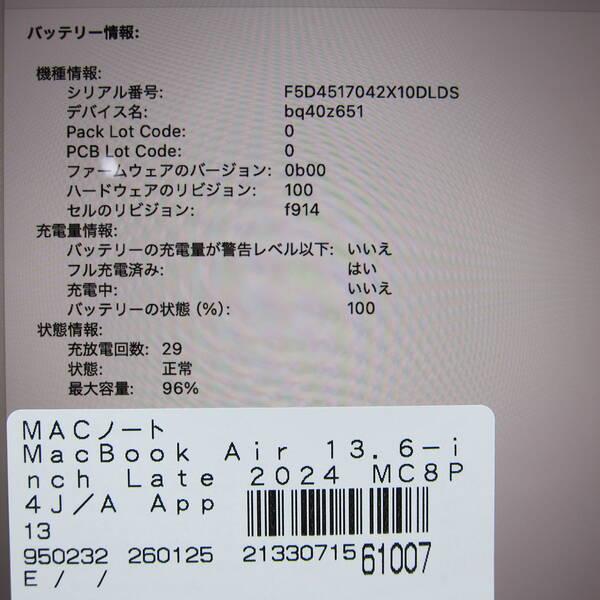 バッテリー情報:
機種情報:
シリアル番号: F5D4517042X10DLDS
デバイス名: bq40z651
Pack Lot Code: 0
PCB Lot Code: 0
ファームウェアのバージョン: 0b00
ハードウェアのリビジョン: 100
セルのリビジョン: f914
充電量情報:
バッテリーの充電量が警告レベル以下: いいえ
フル充電済み: はい
充電中: いいえ
バッテリーの状態 (%): 100
状態情報:
充放電回数: 29
状態: 正常
最大容量: 96%
MACノート
MacBook Air 13.6-i
nch Late 2024 MC8P
4J/A App
13
950232 260125 21330715 61007
E / /